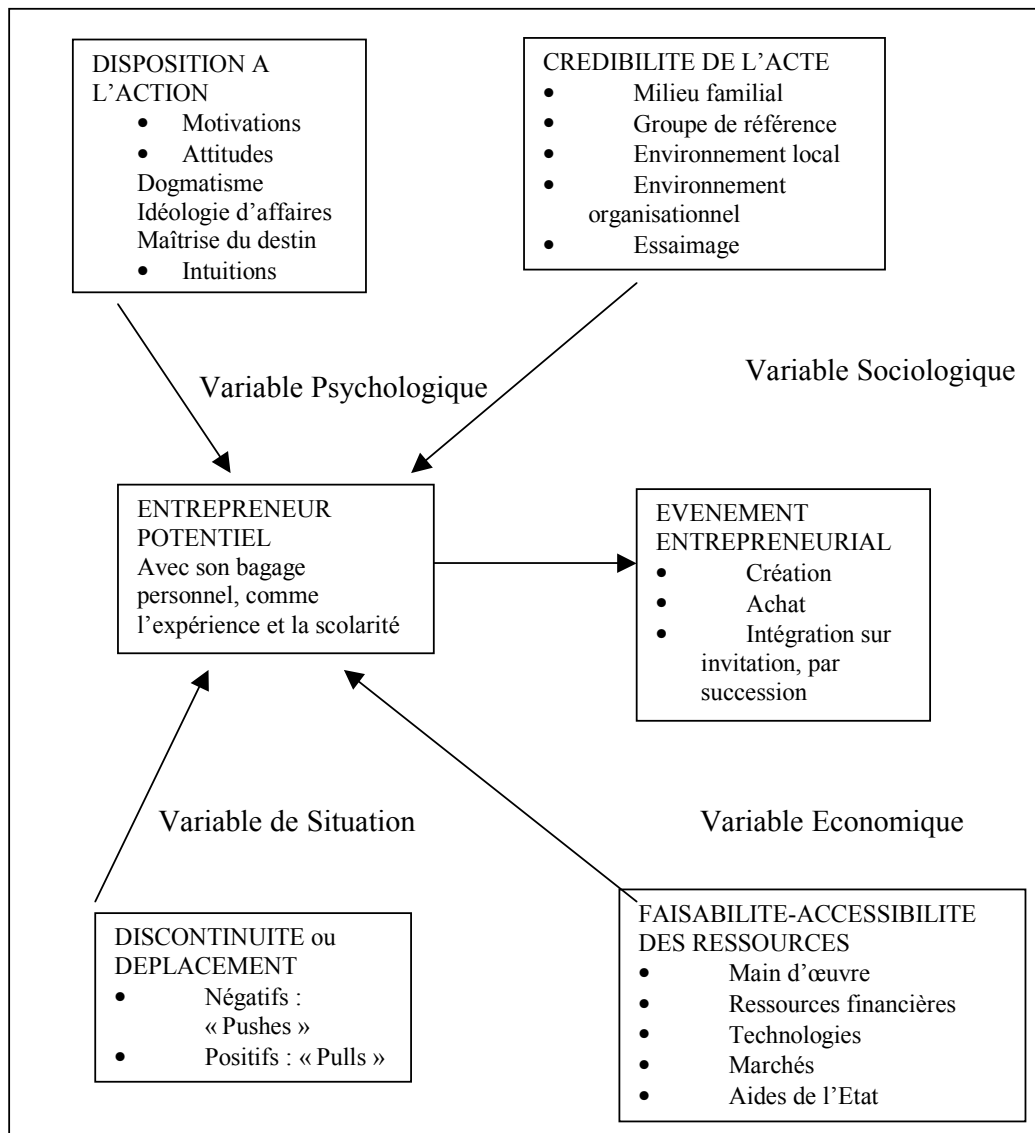 DISPOSITION A
L’ACTION
• Motivations
• Attitudes
Dogmatisme
Idéologie d’affaires
Maîtrise du destin
• Intuitions
CREDIBILITE DE L’ACTE
• Milieu familial
• Groupe de référence
• Environnement local
• Environnement
organisationnel
• Essaimage
Variable Psychologique
Variable Sociologique
ENTREPRENEUR
POTENTIEL
Avec son bagage
personnel, comme
l’expérience et la scolarité
EVENEMENT
ENTREPRENEURIAL
• Création
• Achat
• Intégration sur
invitation, par
succession
Variable de Situation
Variable Economique
DISCONTINUITE ou
DEPLACEMENT
• Négatifs :
« Pushes »
• Positifs : « Pulls »
FAISABILITE-ACCESSIBILITE
DES RESSOURCES
• Main d’œuvre
• Ressources financières
• Technologies
• Marchés
• Aides de l’Etat